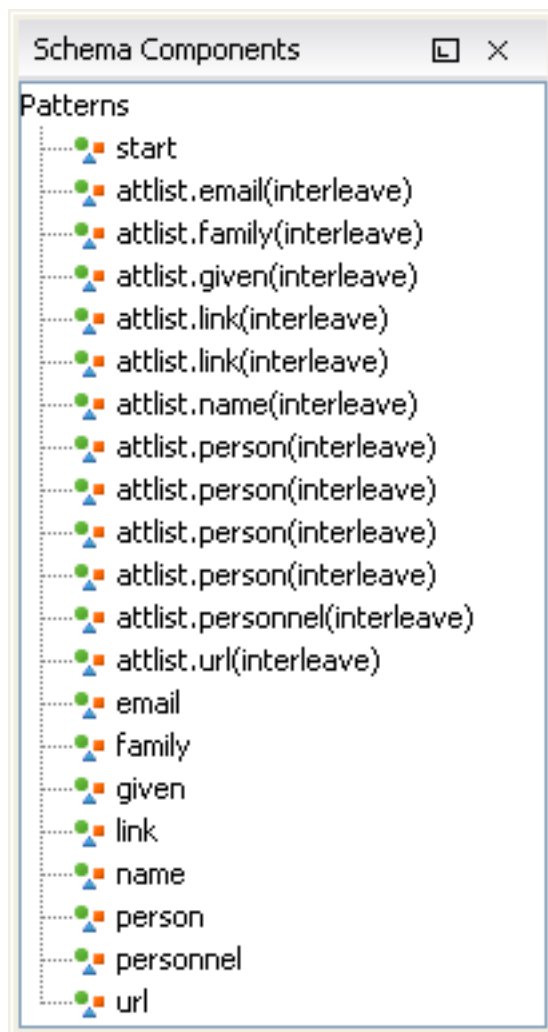 Schema Components
Patterns
start
attlist.email(interleave)
attlist.family(interleave)
attlist.given(interleave)
attlist.link(interleave)
attlist.link(interleave)
attlist.name(interleave)
attlist.person(interleave)
attlist.person(interleave)
attlist.person(interleave)
attlist.person(interleave)
attlist.personnel(interleave)
attlist.url(interleave)
email
family
given
link
name
person
personnel
url